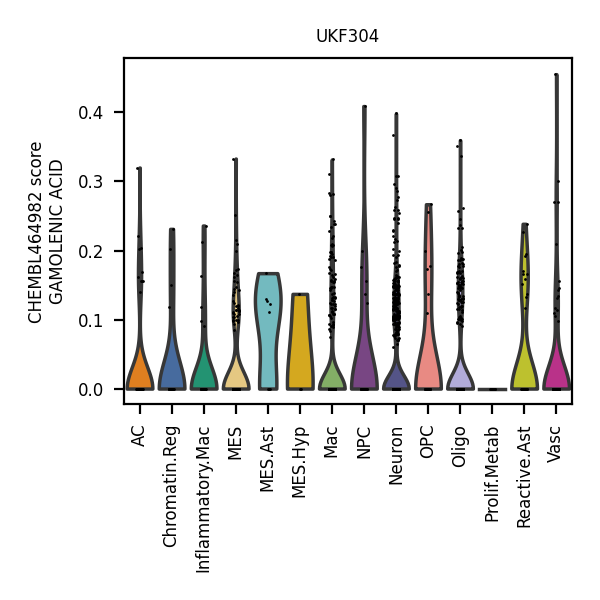 UKF304
CHEMBL464982 score
GAMOLENIC ACID
0.4
0.3
0.2
0.1
0.0
AC
Chromatin.Reg
Inflammatory.Mac
MES
MES.Ast
MES.Hyp
Mac
NPC
Neuron
OPC
Oligo
Prolif.Metab
Reactive.Ast
Vasc